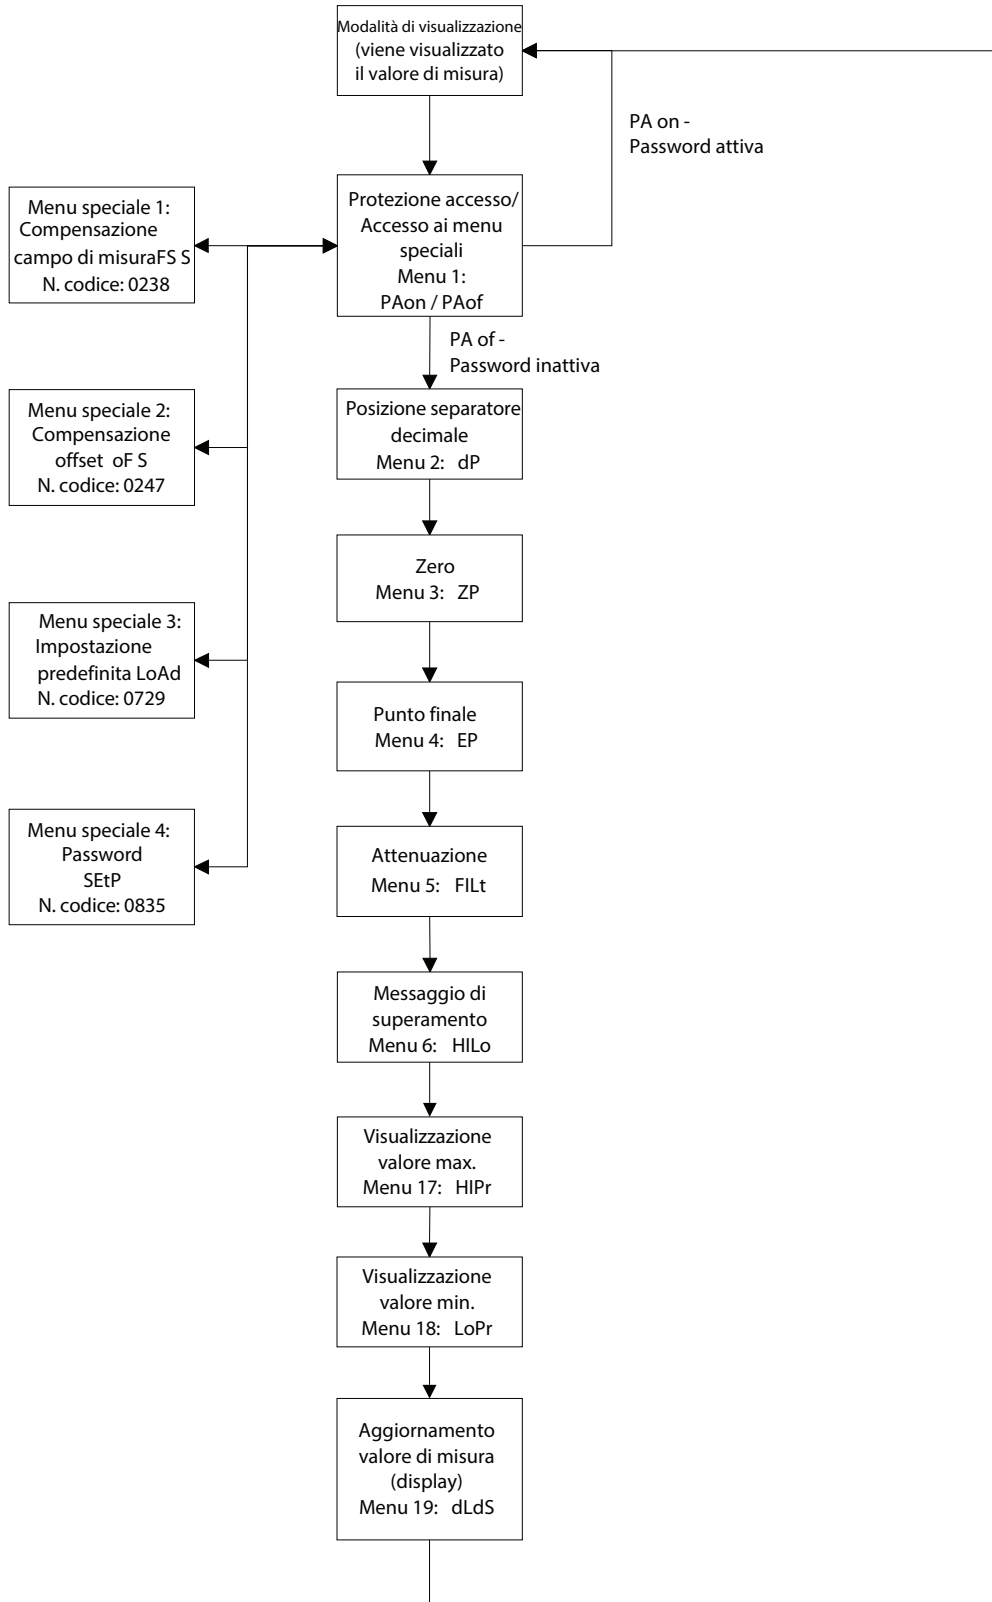 Modalità di visualizzazione
(viene visualizzato
il valore di misura)
PA on -
Password attiva
Protezione accesso/
Accesso ai menu
speciali
Menu 1:
PAon / PAof
Menu speciale 1:
Compensazione
campo di misuraFS S
N. codice: 0238
PA of -
Password inattiva
Menu speciale 2:
Compensazione
offset oF S
N. codice: 0247
Posizione separatore
decimale
Menu 2: dP
Zero
Menu 3: ZP
Menu speciale 3:
Impostazione
predefinita LoAd
N. codice: 0729
Punto finale
Menu 4: EP
Menu speciale 4:
Password
SEtP
N. codice: 0835
Attenuazione
Menu 5: FILt
Messaggio di
superamento
Menu 6: HILo
Visualizzazione
valore max.
Menu 17: HIPr
Visualizzazione
valore min.
Menu 18: LoPr
Aggiornamento
valore di misura
(display)
Menu 19: dLdS